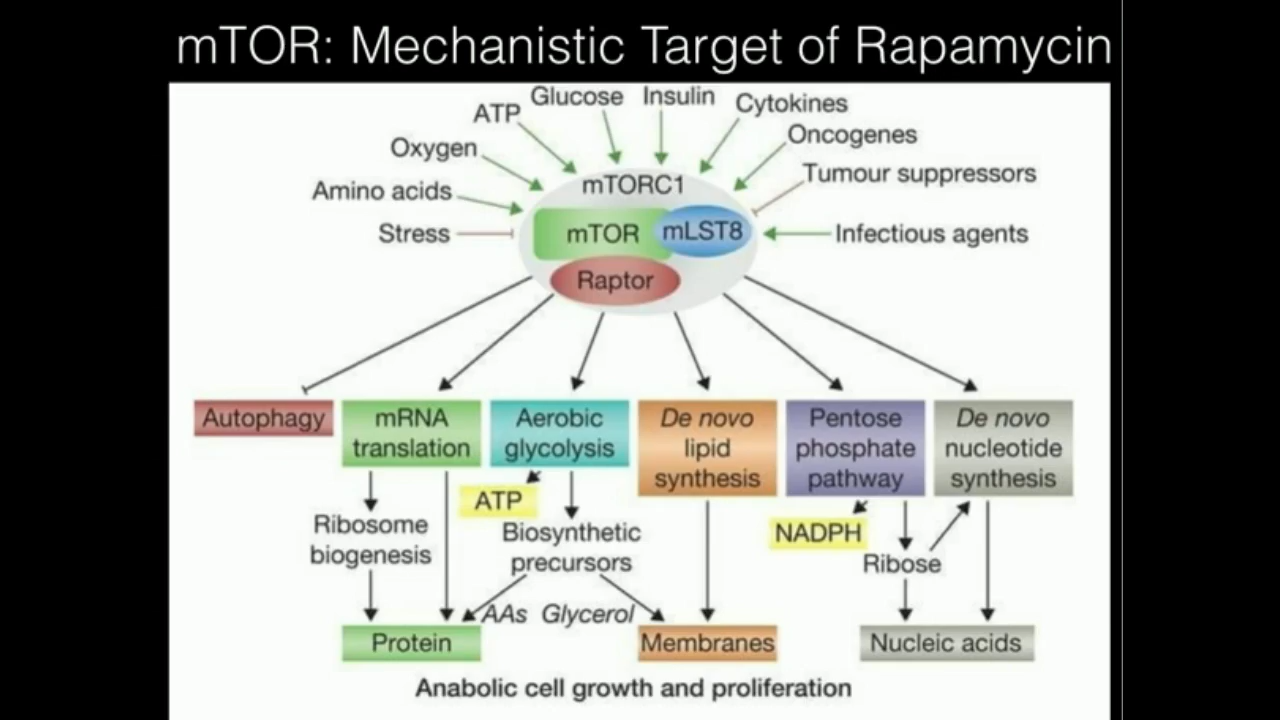 mTOR: Mechanistic Target of Rapamycin
Glucose
Insulin
Cytokines
ATP
Oncogenes
Oxygen
Tumour suppressors
Amino acids
mTORC1
Stress
mTOR
mLST8
Infectious agents
Raptor
Autophagy
mRNA
translation
Aerobic
glycolysis
De novo
lipid
synthesis
Pentose
phosphate
pathway
De novo
nucleotide
synthesis
ATP
NADPH
Ribosome
biogenesis
Biosynthetic
precursors
Ribose
AAs
Glycerol
Protein
Membranes
Nucleic acids
Anabolic cell growth and proliferation